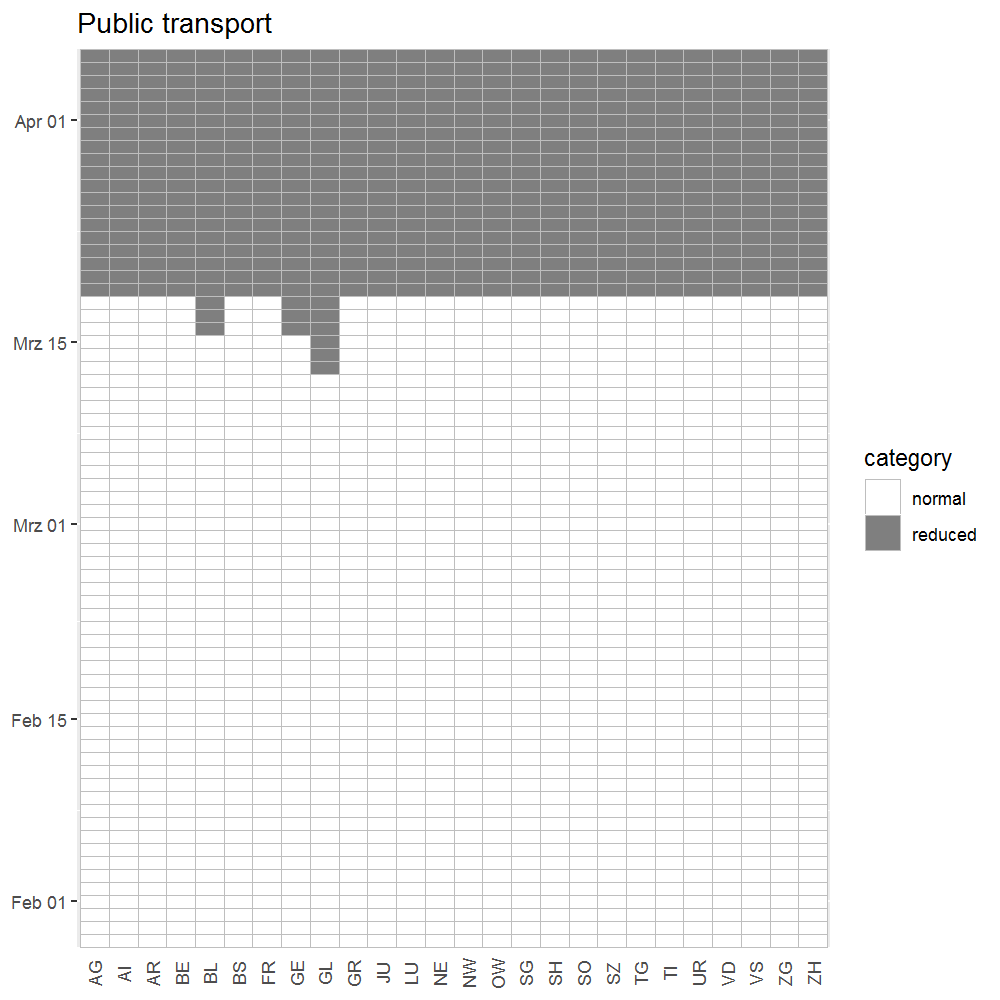 Public transport
Apr 01
Mrz 15
Mrz 01
Feb 15
Feb 01
AG AI AR BE BL BS FR GE GL GR JU LU NE NW OW SG SH SO SZ TG TI UR VD VS ZG ZH
category
normal
reduced